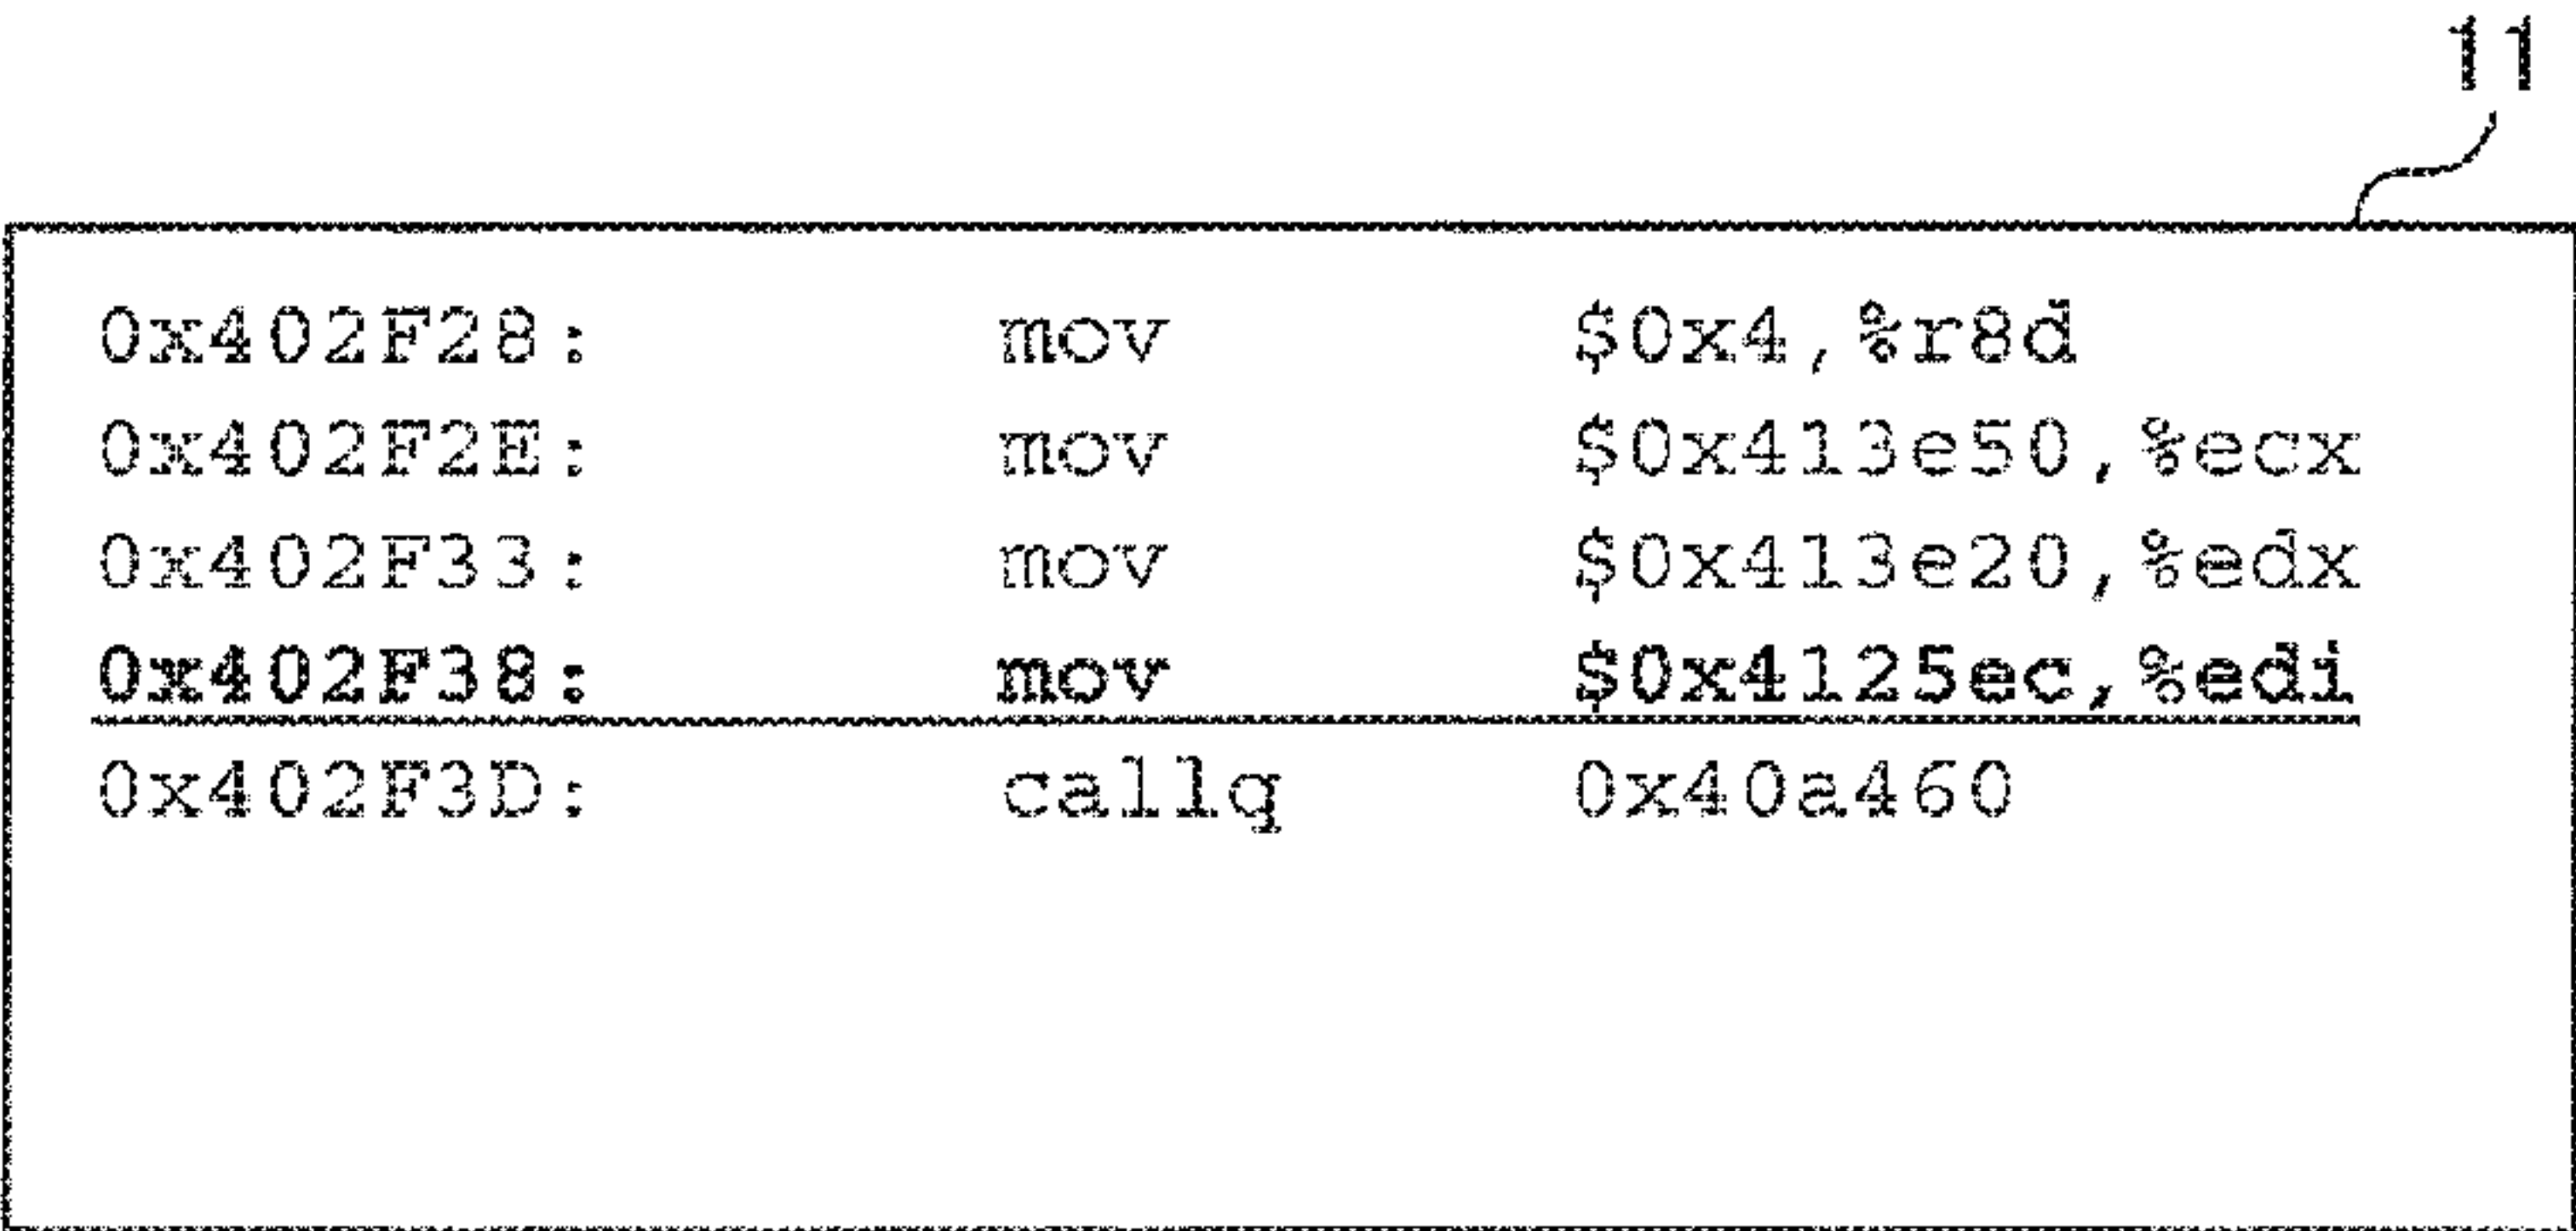 11
0x402F28: mov $0x4,%r8d
0x402F2E: mov $0x413e50,%ecx
0x402F33: mov $0x413e20,%edx
0x402F38: mov $0x4125ec,%edi
0x402F3D: callq 0x40a460